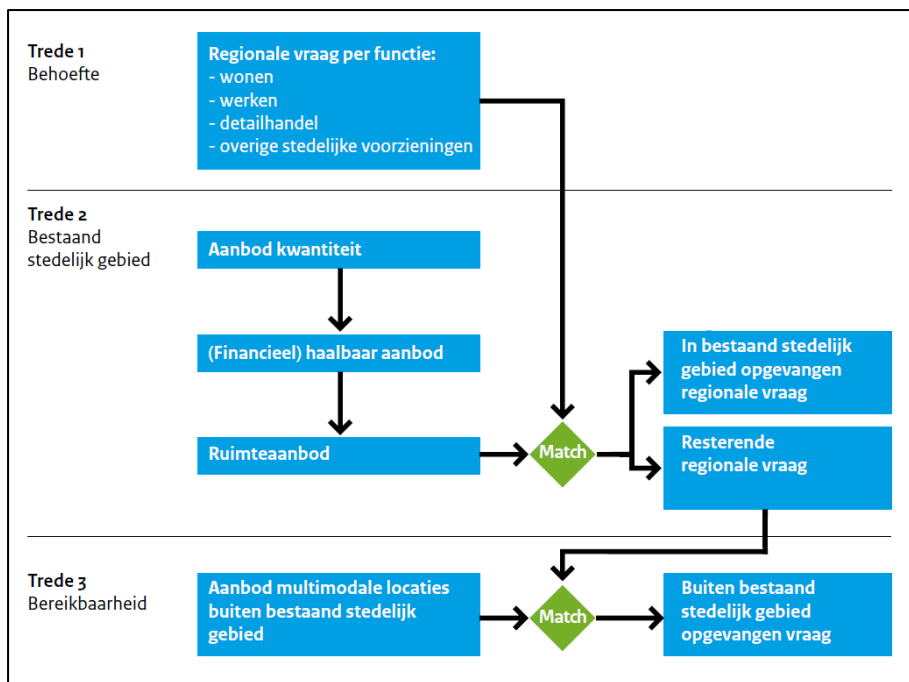 Trede 1
Behoefte
Regionale vraag per functie:
- wonen
- werken
- detailhandel
- overige stedelijke voorzieningen
Trede 2
Bestaand
stedelijk gebied
Aanbod kwantiteit
(Financieel) haalbaar aanbod
Ruimteaanbod
Match
In bestaand stedelijk
gebied opgevangen
regionale vraag
Resterende
regionale vraag
Trede 3
Bereikbaarheid
Aanbod multimodale locaties
buiten bestaand stedelijk
gebied
Match
Buiten bestaand
stedelijk gebied
opgevangen vraag